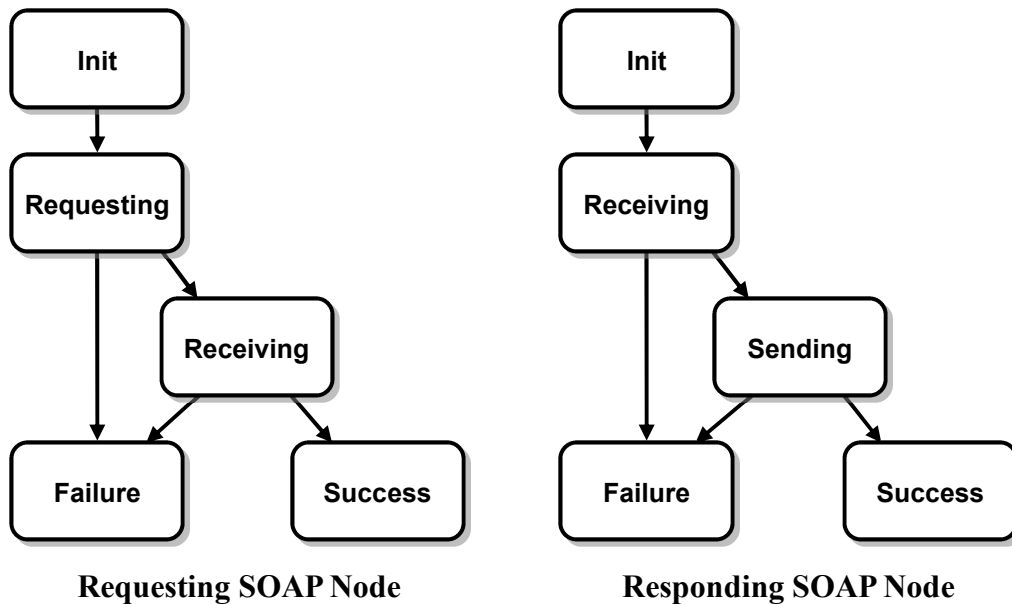 Init
Requesting
Receiving
Failure
Success
Requesting SOAP Node
Init
Receiving
Sending
Failure
Success
Responding SOAP Node